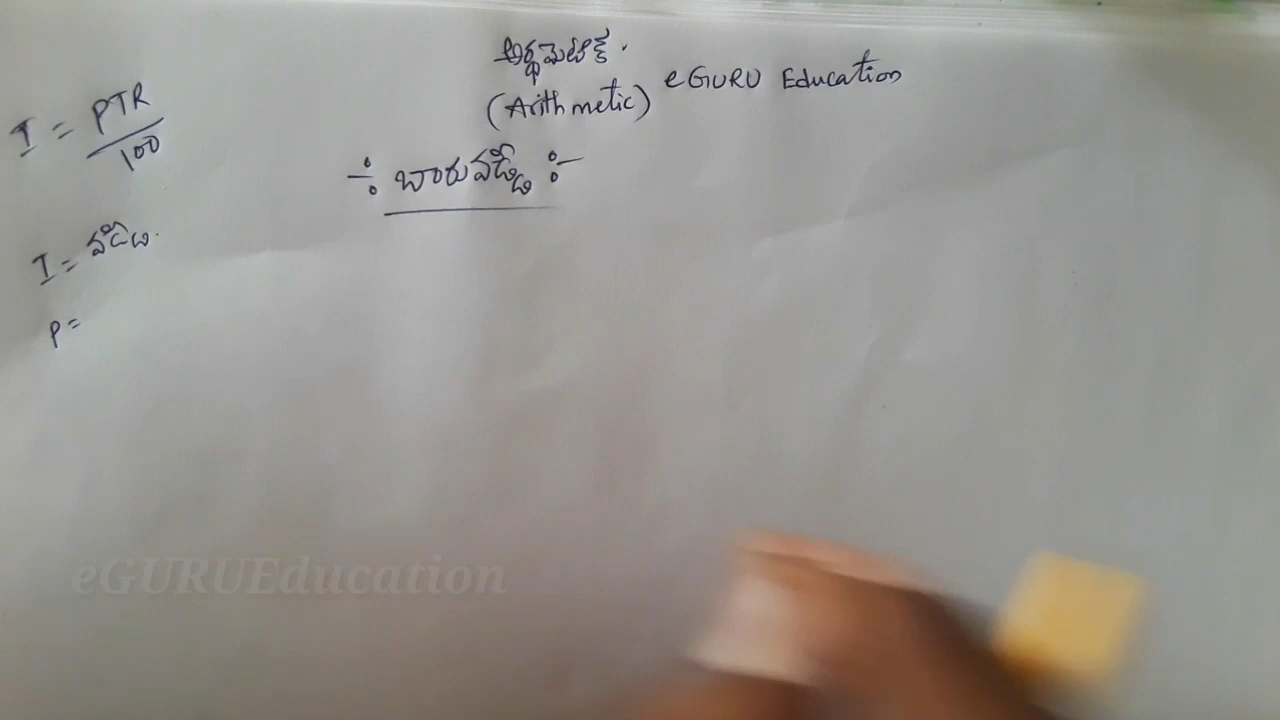 అర్థమెటిక్
(Arithmetic) eGURU Education
÷ బారువడ్డీ ÷
I = PTR / 100
I = వడ్డీ.
P =
eGURUEducation